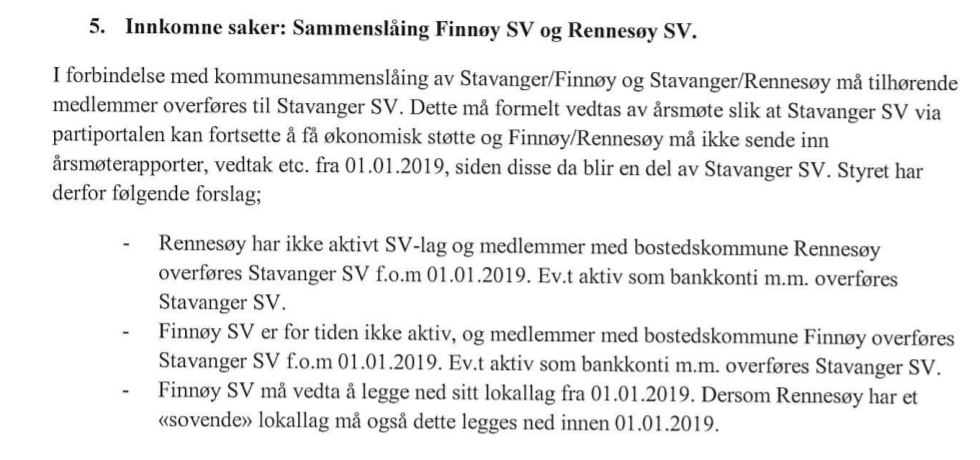 5. Innkomne saker: Sammenslåing Finnøy SV og Rennesøy SV.
I forbindelse med kommunesammenslåing av Stavanger/Finnøy og Stavanger/Rennesøy må tilhørende
medlemmer overføres til Stavanger SV. Dette må formelt vedtas av årsmøte slik at Stavanger SV via
partiportalen kan fortsette å få økonomisk støtte og Finnøy/Rennesøy må ikke sende inn
årsmøterapporter, vedtak etc. fra 01.01.2019, siden disse da blir en del av Stavanger SV. Styret har
derfor følgende forslag;
- Rennesøy har ikke aktivt SV-lag og medlemmer med bostedskommune Rennesøy
overføres Stavanger SV f.o.m 01.01.2019. Ev.t aktiv som bankkonti m.m. overføres
Stavanger SV.
- Finnøy SV er for tiden ikke aktiv, og medlemmer med bostedskommune Finnøy overføres
Stavanger SV f.o.m 01.01.2019. Ev.t aktiv som bankkonti m.m. overføres Stavanger SV.
- Finnøy SV må vedta å legge ned sitt lokallag fra 01.01.2019. Dersom Rennesøy har et
«sovende» lokallag må også dette legges ned innen 01.01.2019.